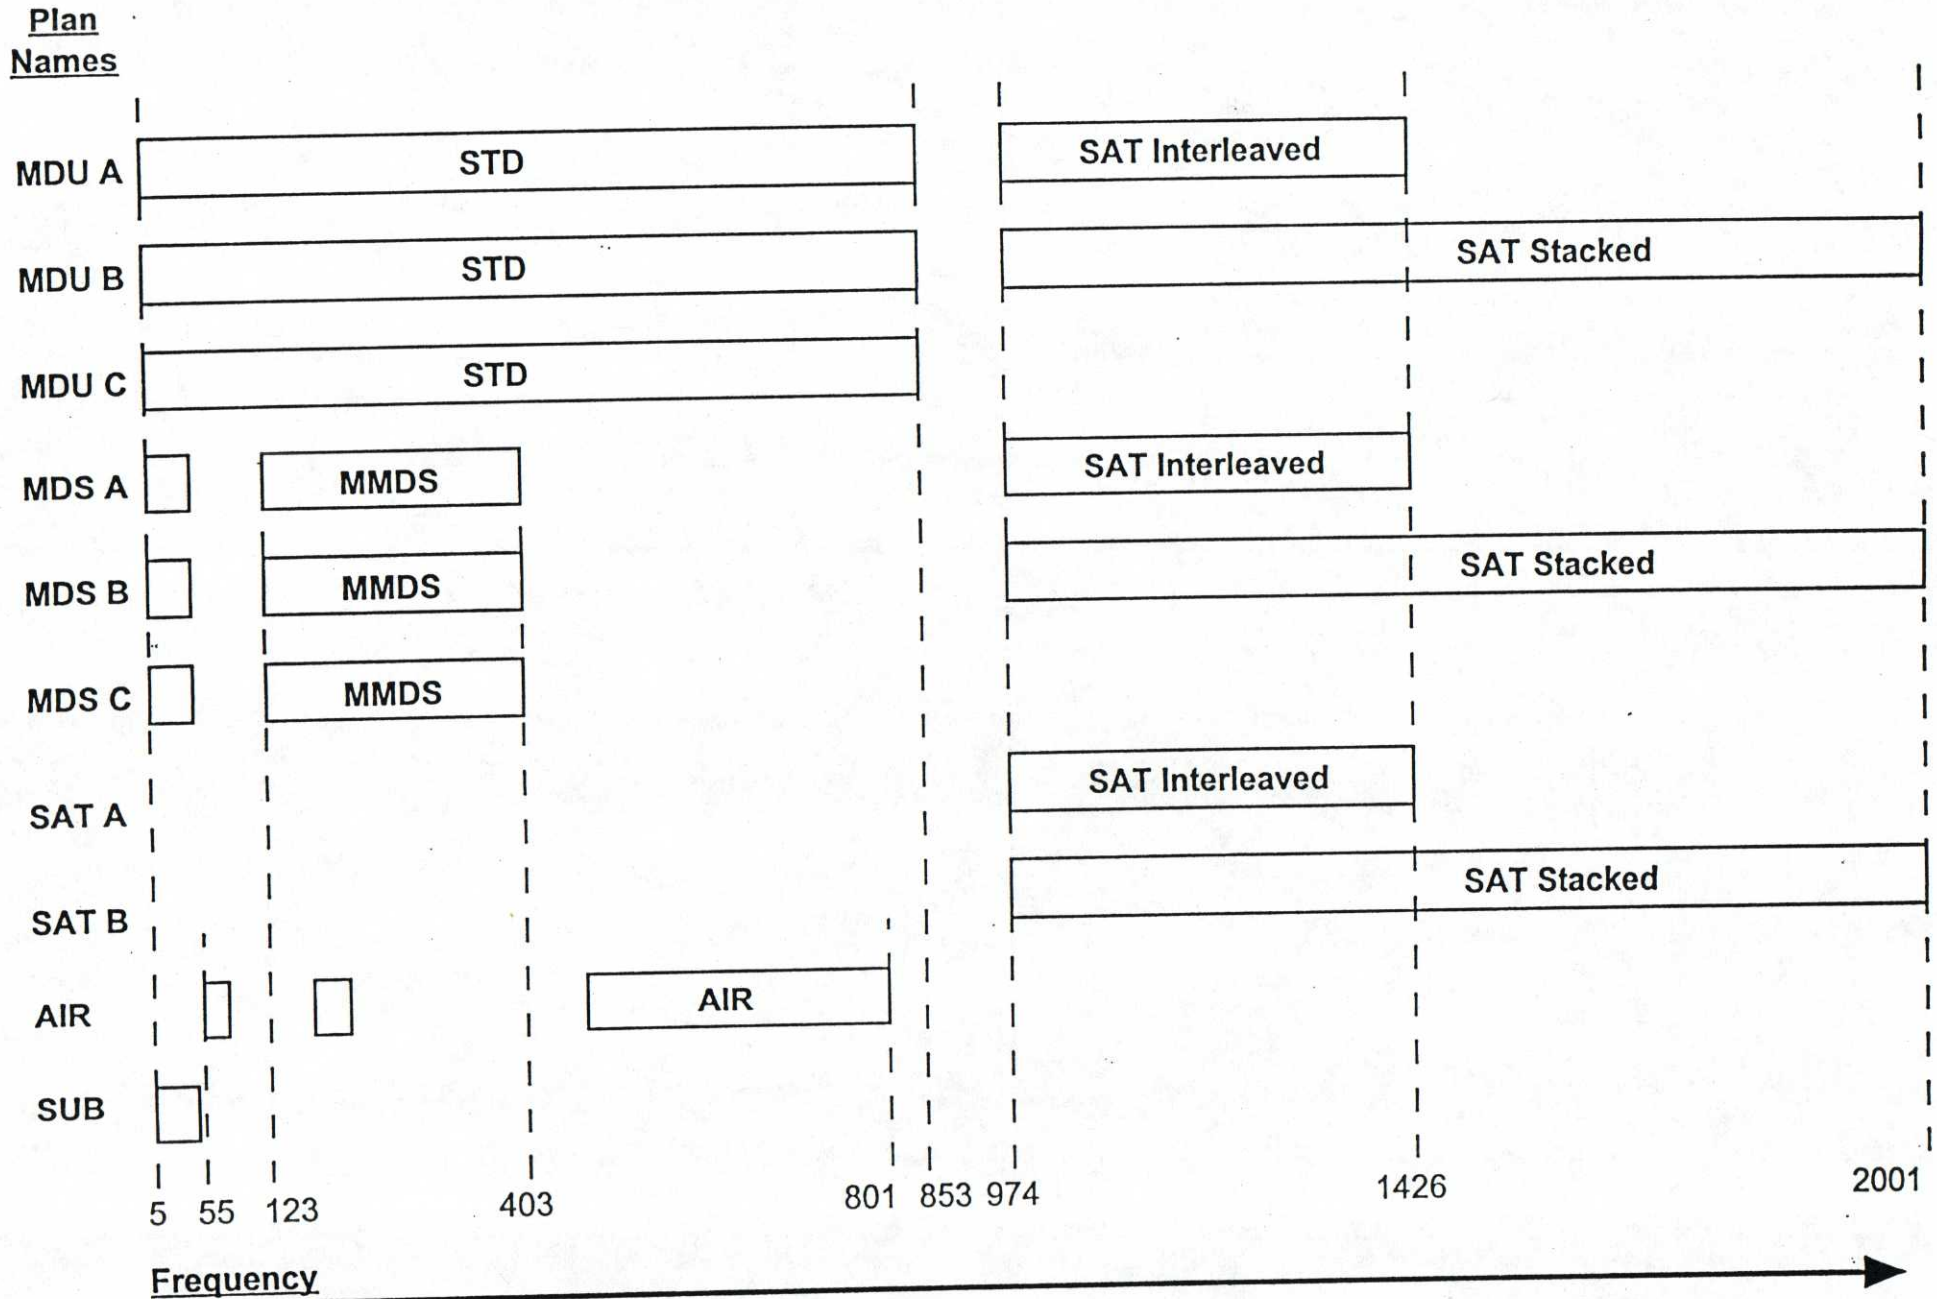 Plan
Names
MDU A STD SAT Interleaved
MDU B STD SAT Stacked
MDU C STD
MDS A MMDS SAT Interleaved
MDS B MMDS SAT Stacked
MDS C MMDS
SAT A SAT Interleaved
SAT B SAT Stacked
AIR AIR
SUB
5 55 123 403 801 853 974 1426 2001
Frequency